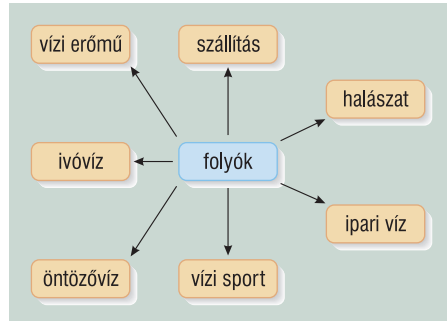 vízi erőmű
szállítás
halászat
ivóvíz
folyók
ipari víz
öntözővíz
vízi sport